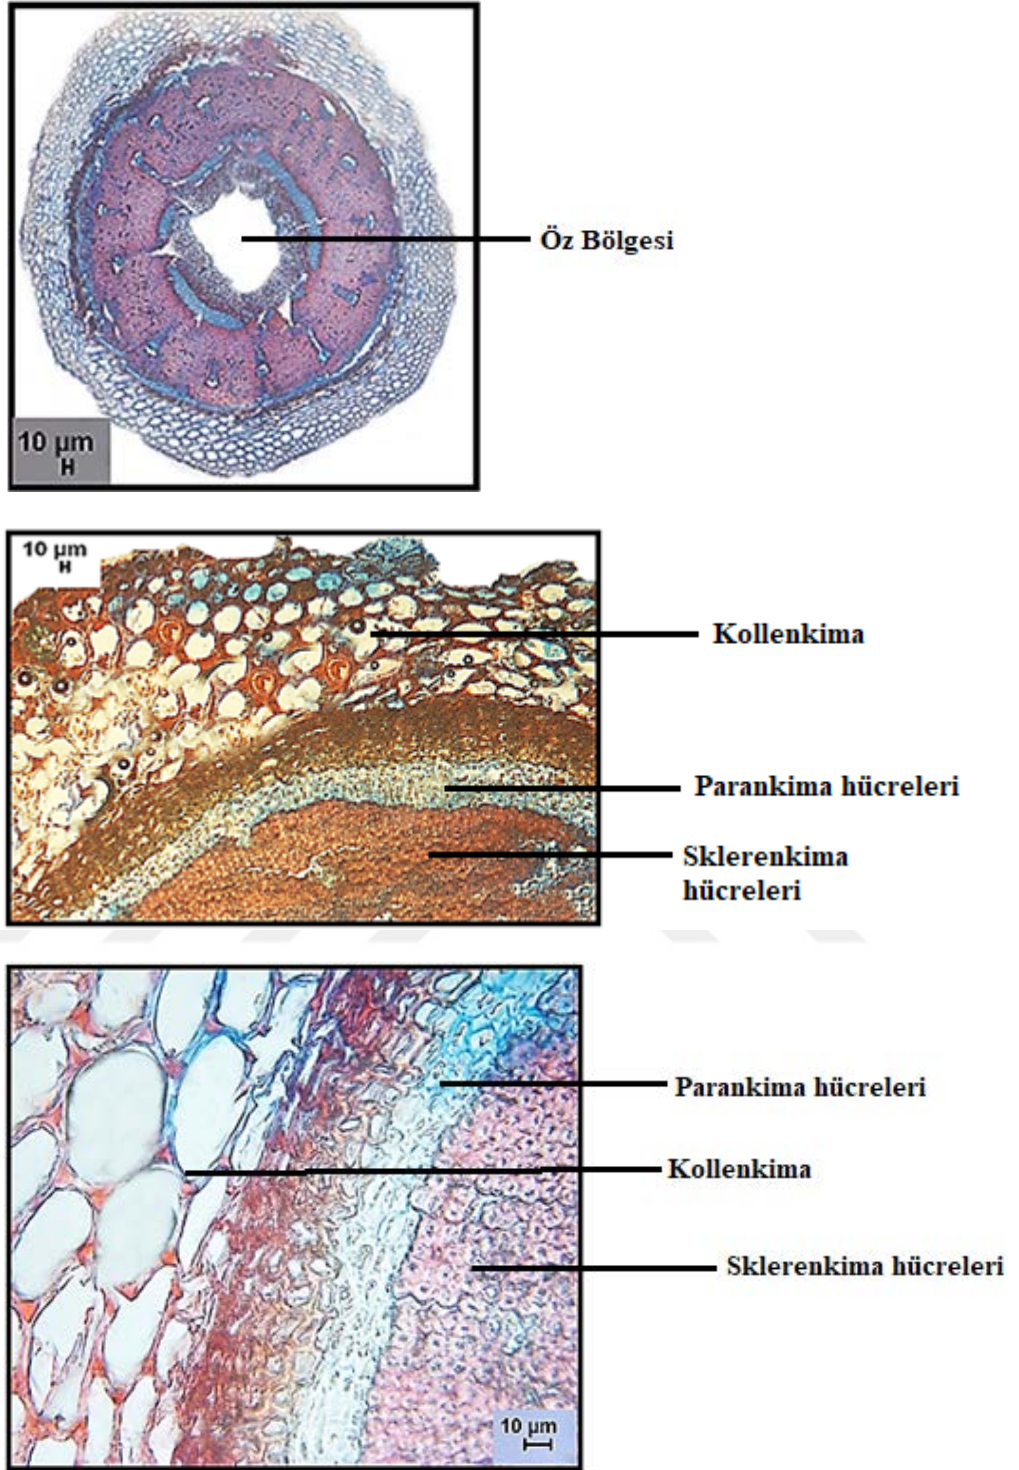 Öz Bölgesi
10 µm
H
10 µm
H
Kollenkima
Parankima hücreleri
Sklerenkima
hücreleri
Parankima hücreleri
Kollenkima
Sklerenkima hücreleri
10 µm